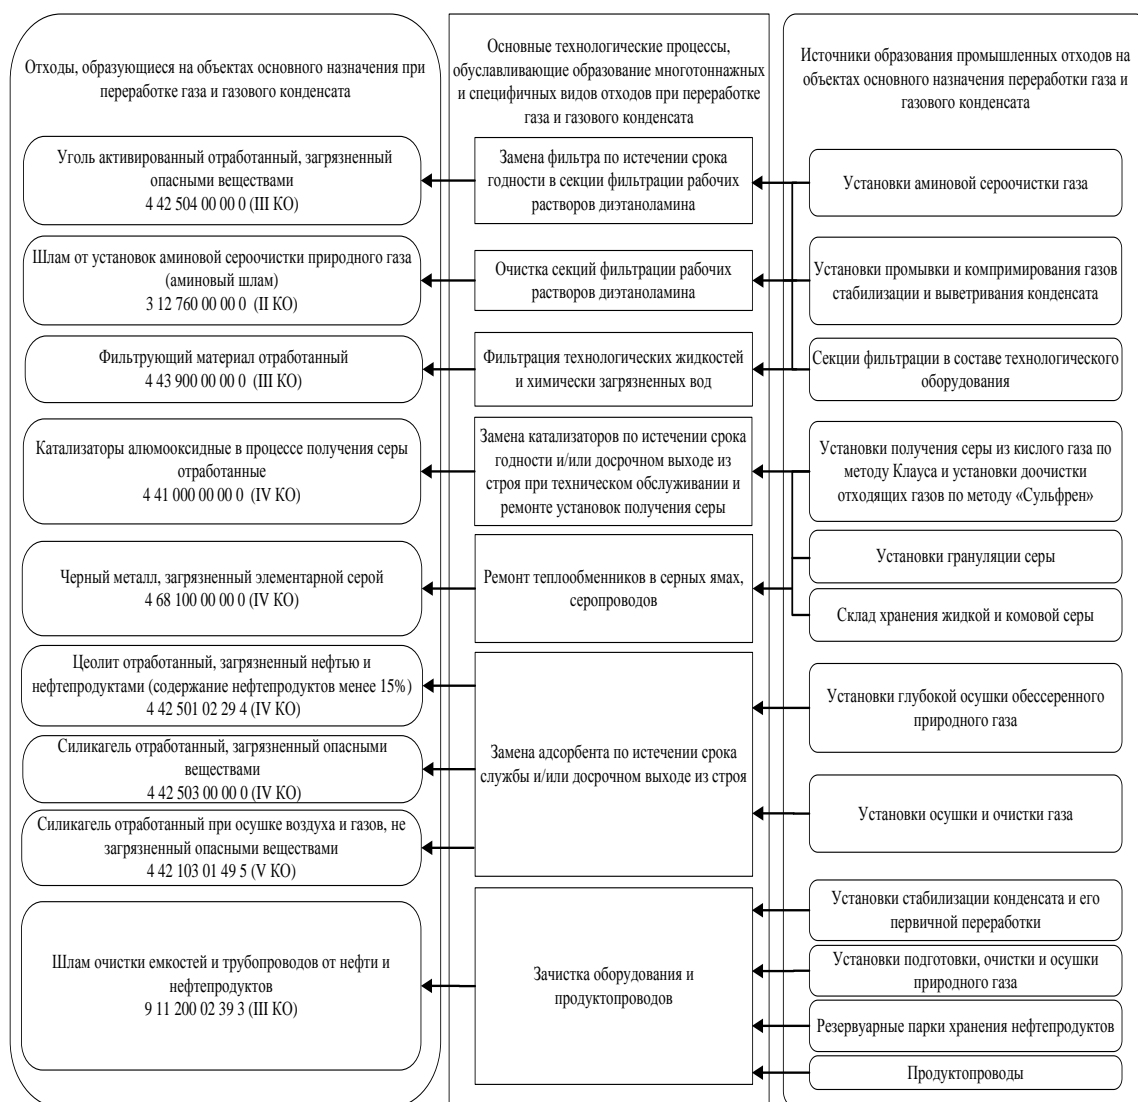 Отходы, образующиеся на объектах основного назначения при
переработке газа и газового конденсата
Уголь активированный отработанный, загрязненный
опасными веществами
4 42 504 00 00 0 (III КО)
Шлам от установок аминовой сероочистки природного газа
(аминовый шлам)
3 12 760 00 00 0 (II КО)
Фильтрующий материал отработанный
4 43 900 00 00 0 (III КО)
Катализаторы алюмооксидные в процессе получения серы
отработанные
4 41 000 00 00 0 (IV КО)
Черный металл, загрязненный элементарной серой
4 68 100 00 00 0 (IV КО)
Цеолит отработанный, загрязненный нефтью и
нефтепродуктами (содержание нефтепродуктов менее 15%)
4 42 501 02 29 4 (IV КО)
Силикагель отработанный, загрязненный опасными
веществами
4 42 503 00 00 0 (IV КО)
Силикагель отработанный при осушке воздуха и газов, не
загрязненный опасными веществами
4 42 103 01 49 5 (V КО)
Шлам очистки емкостей и трубопроводов от нефти и
нефтепродуктов
9 11 200 02 39 3 (III КО)
Основные технологические процессы,
обуславливающие образование многотоннажных
и специфичных видов отходов при переработке
газа и газового конденсата
Замена фильтра по истечении срока
годности в секции фильтрации рабочих
растворов диэтаноламина
Очистка секций фильтрации рабочих
растворов диэтаноламина
Фильтрация технологических жидкостей
и химически загрязненных вод
Замена катализаторов по истечении срока
годности и/или досрочном выходе из
строя при техническом обслуживании и
ремонте установок получения серы
Ремонт теплообменников в серных ямах,
серопроводов
Замена адсорбента по истечении срока
службы и/или досрочном выходе из строя
Зачистка оборудования и
продуктопроводов
Источники образования промышленных отходов на
объектах основного назначения переработки газа и
газового конденсата
Установки аминовой сероочистки газа
Установки промывки и компримирования газов
стабилизации и выветривания конденсата
Секции фильтрации в составе технологического
оборудования
Установки получения серы из кислого газа по
методу Клауса и установки доочистки
отходящих газов по методу «Сульфрен»
Установки грануляции серы
Склад хранения жидкой и комовой серы
Установки глубокой осушки обессеренного
природного газа
Установки осушки и очистки газа
Установки стабилизации конденсата и его
первичной переработки
Установки подготовки, очистки и осушки
природного газа
Резервуарные парки хранения нефтепродуктов
Продуктопроводы